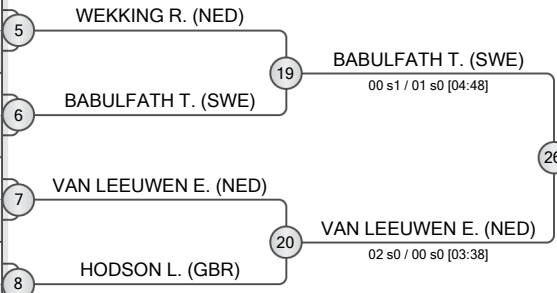 WEKKING R. (NED)
5
19
BABULFATH T. (SWE)
00 s1 / 01 s0 [04:48]
BABULFATH T. (SWE)
6
26
VAN LEEUWEN E. (NED)
7
20
VAN LEEUWEN E. (NED)
02 s0 / 00 s0 [03:38]
HODSON L. (GBR)
8